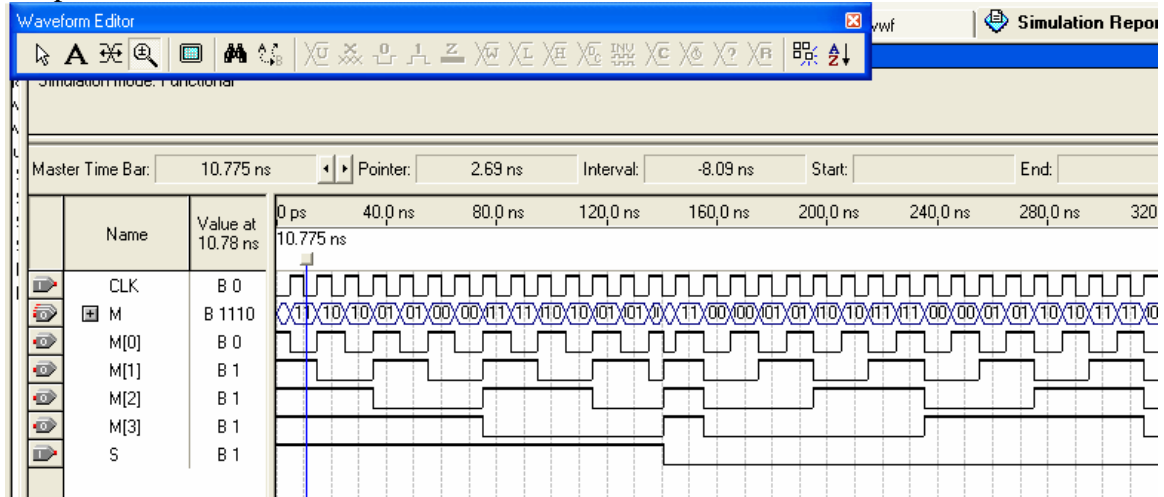 Waveform Editor
vwf
Simulation Repor
Simulation mode: Functional
Master Time Bar: 10.775 ns Pointer: 2.69 ns Interval: -8.09 ns Start: End:
Name Value at 10.78 ns
0 ps 40.0 ns 80.0 ns 120.0 ns 160.0 ns 200.0 ns 240.0 ns 280.0 ns 320
10.775 ns
CLK B 0
M B 1110
M[0] B 0
M[1] B 1
M[2] B 1
M[3] B 1
S B 1